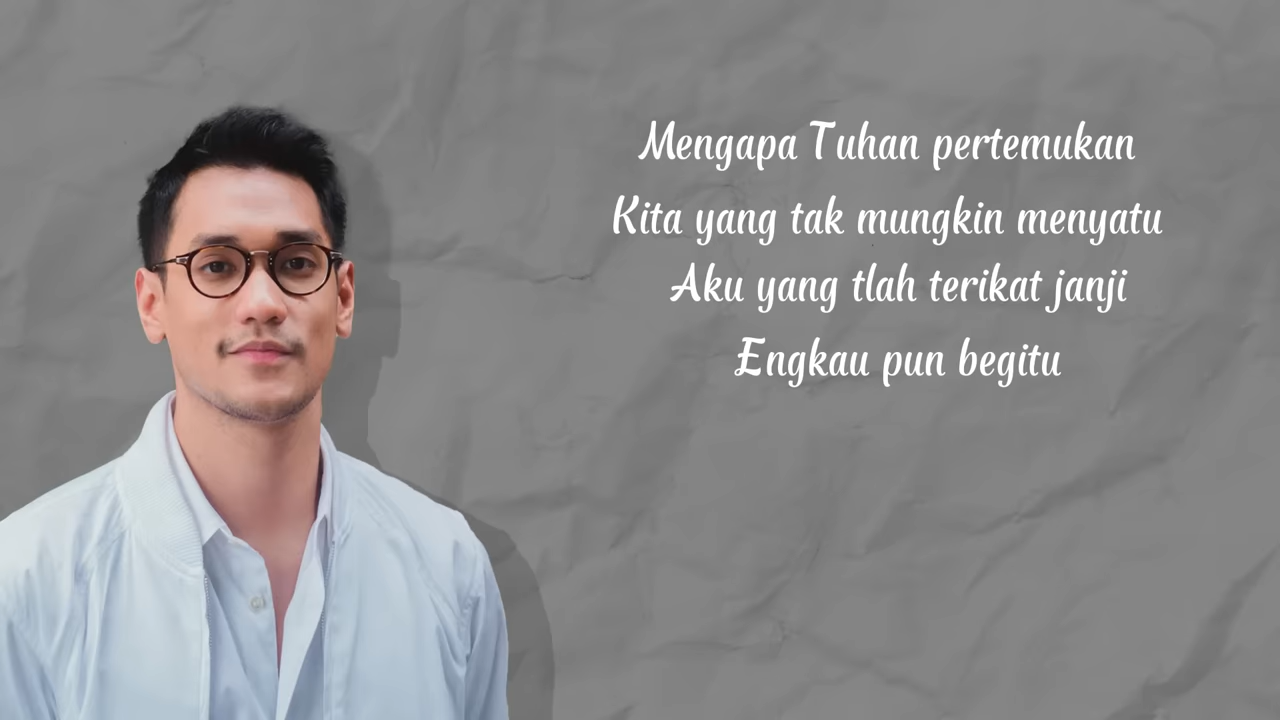 Mengapa Tuhan pertemukan
Kita yang tak mungkin menyatu
Aku yang tlah terikat janji
Engkau pun begitu